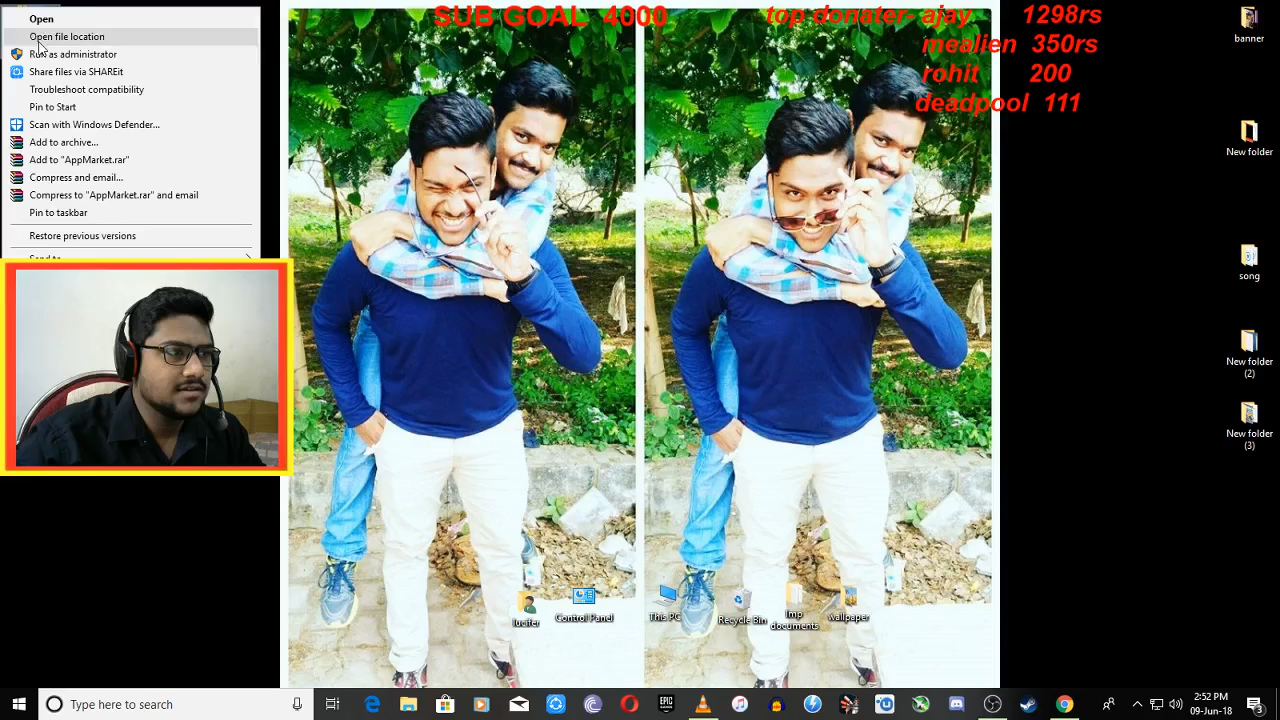 SUB GOAL 4000
top donater- ajay 1298rs
mealien 350rs
rohit 200
deadpool 111
Open
Open file location
Run as administrator
Share files via SHAREit
Troubleshoot compatibility
Pin to Start
Scan with Windows Defender...
Add to archive...
Add to "AppMarket.rar"
Compress and email...
Compress to "AppMarket.rar" and email
Pin to taskbar
Restore previous versions
Send to
banner
New folder
song
New folder
(2)
New folder
(3)
lucifer
Control Panel
This PC
Recycle Bin
Imp
documents
wallpaper
Type here to search
EPIC
2:52 PM
09-Jun-18
3